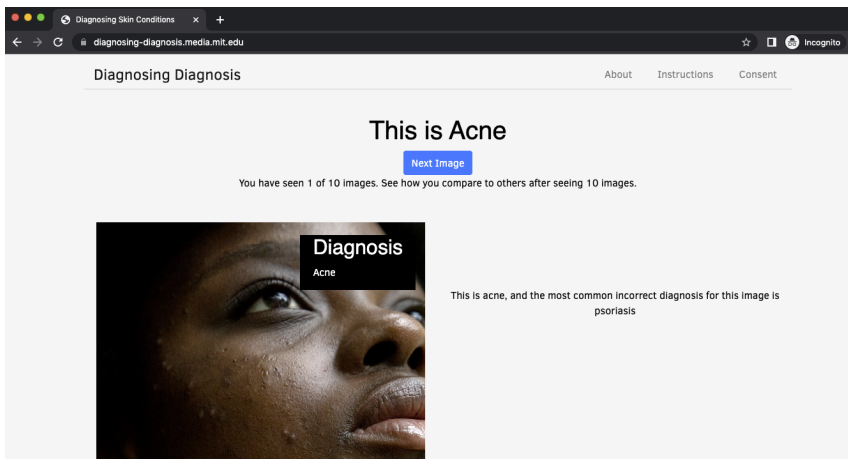 Diagnosing Skin Conditions
diagnosing-diagnosis.media.mit.edu
Incognito
Diagnosing Diagnosis
About Instructions Consent
This is Acne
Next Image
You have seen 1 of 10 images. See how you compare to others after seeing 10 images.
Diagnosis
Acne
This is acne, and the most common incorrect diagnosis for this image is
psoriasis